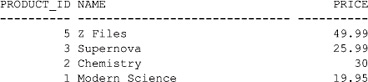 PRODUCT_ID NAME PRICE
---------- ------------------------------ ----------
5 Z Files 49.99
3 Supernova 25.99
2 Chemistry 30
1 Modern Science 19.95